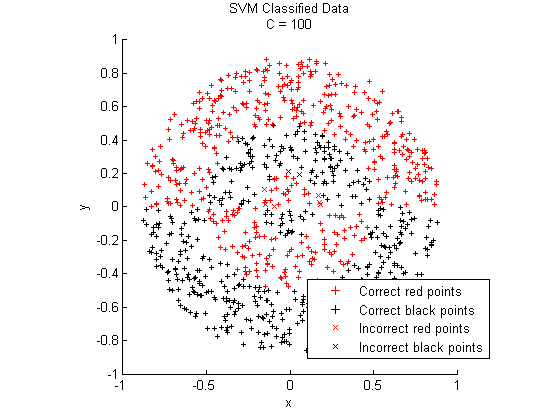 SVM Classified Data
C = 100
1
0.8
0.6
0.4
0.2
0
-0.2
-0.4
-0.6
-0.8
-1
y
Correct red points
Correct black points
Incorrect red points
Incorrect black points
-1 -0.5 0 0.5 1
x